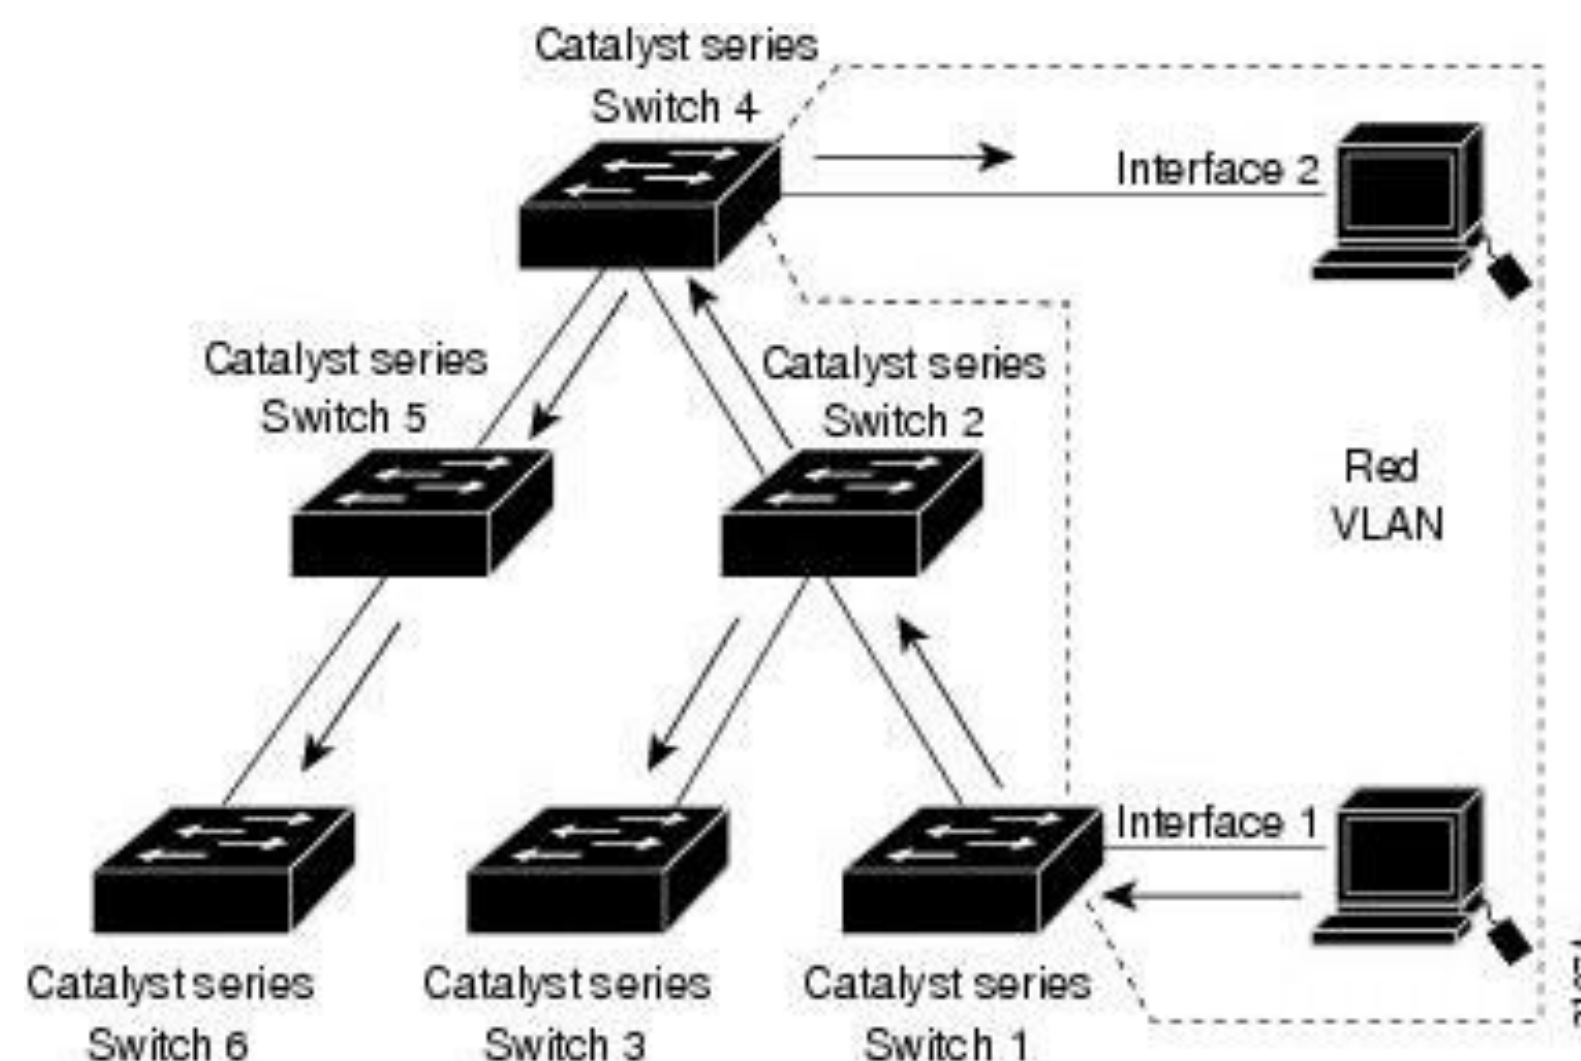 Catalyst series
Switch 4
Interface 2
Catalyst series
Switch 5
Catalyst series
Switch 2
Red
VLAN
Interface 1
Catalyst series
Switch 6
Catalyst series
Switch 3
Catalyst series
Switch 1